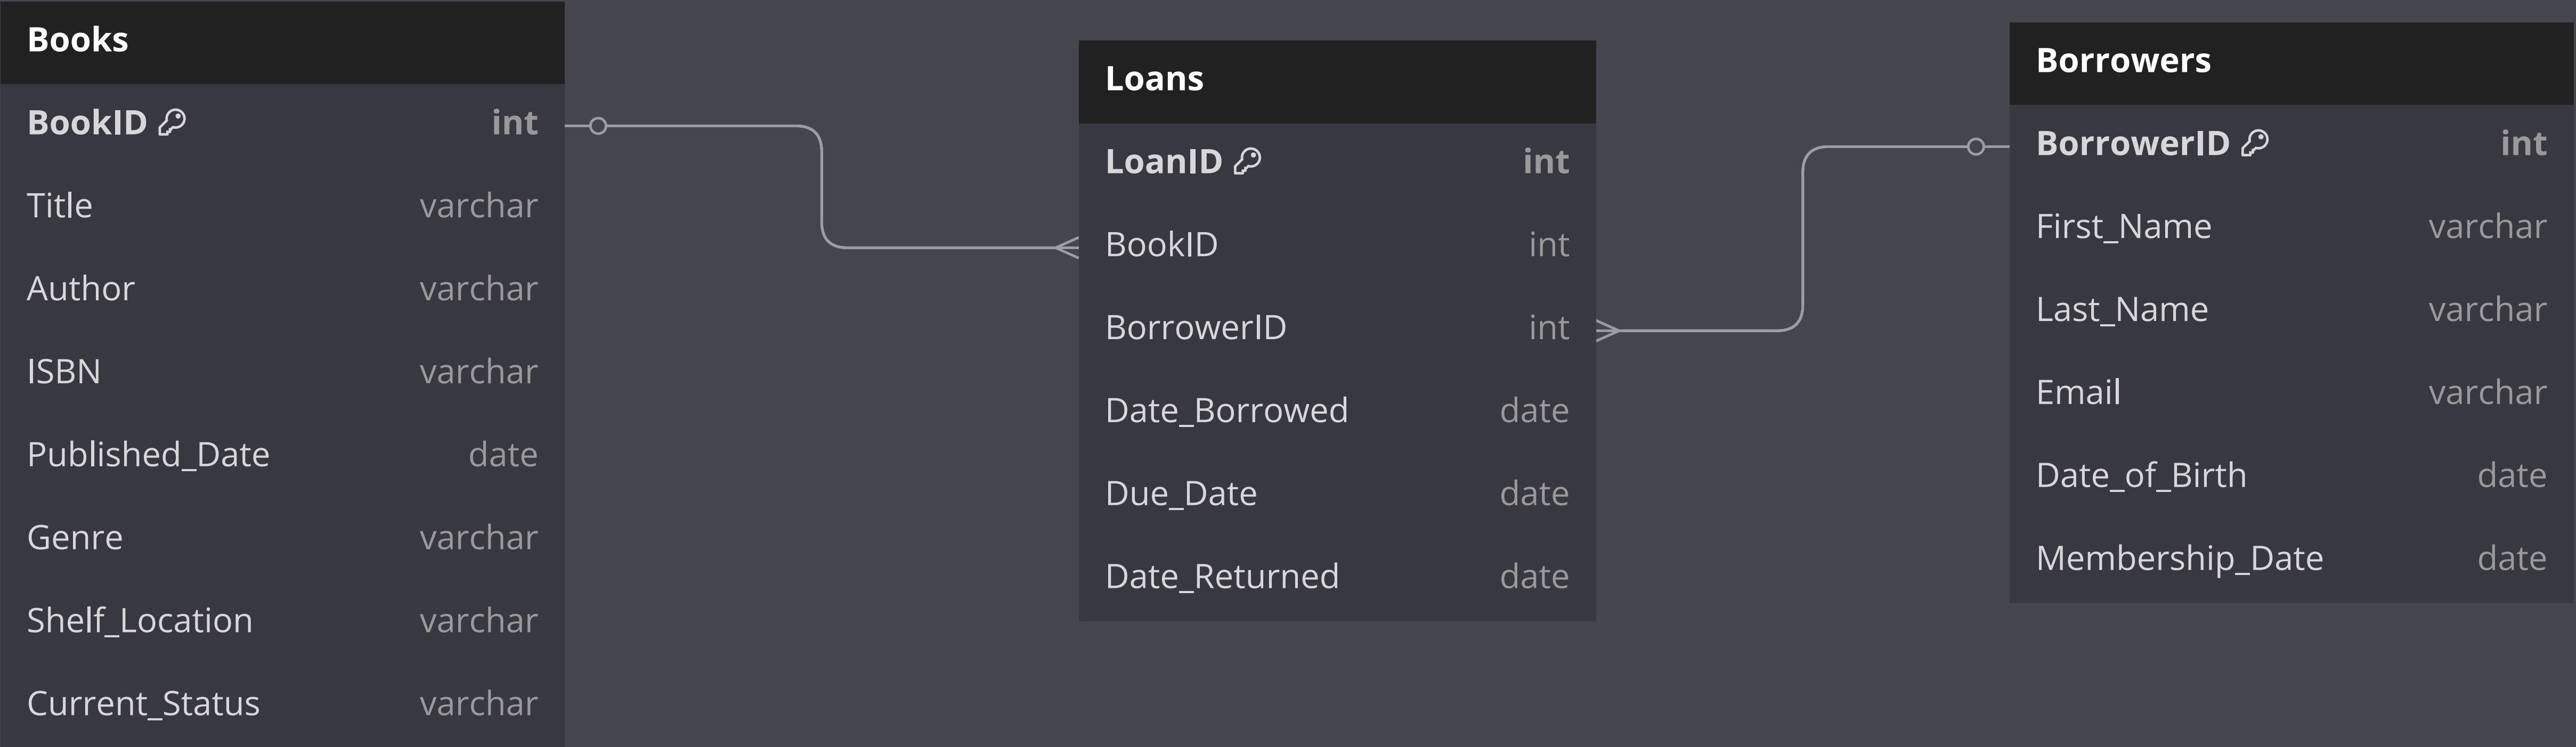 Books
BookID int
Title varchar
Author varchar
ISBN varchar
Published_Date date
Genre varchar
Shelf_Location varchar
Current_Status varchar
Loans
LoanID int
BookID int
BorrowerID int
Date_Borrowed date
Due_Date date
Date_Returned date
Borrowers
BorrowerID int
First_Name varchar
Last_Name varchar
Email varchar
Date_of_Birth date
Membership_Date date